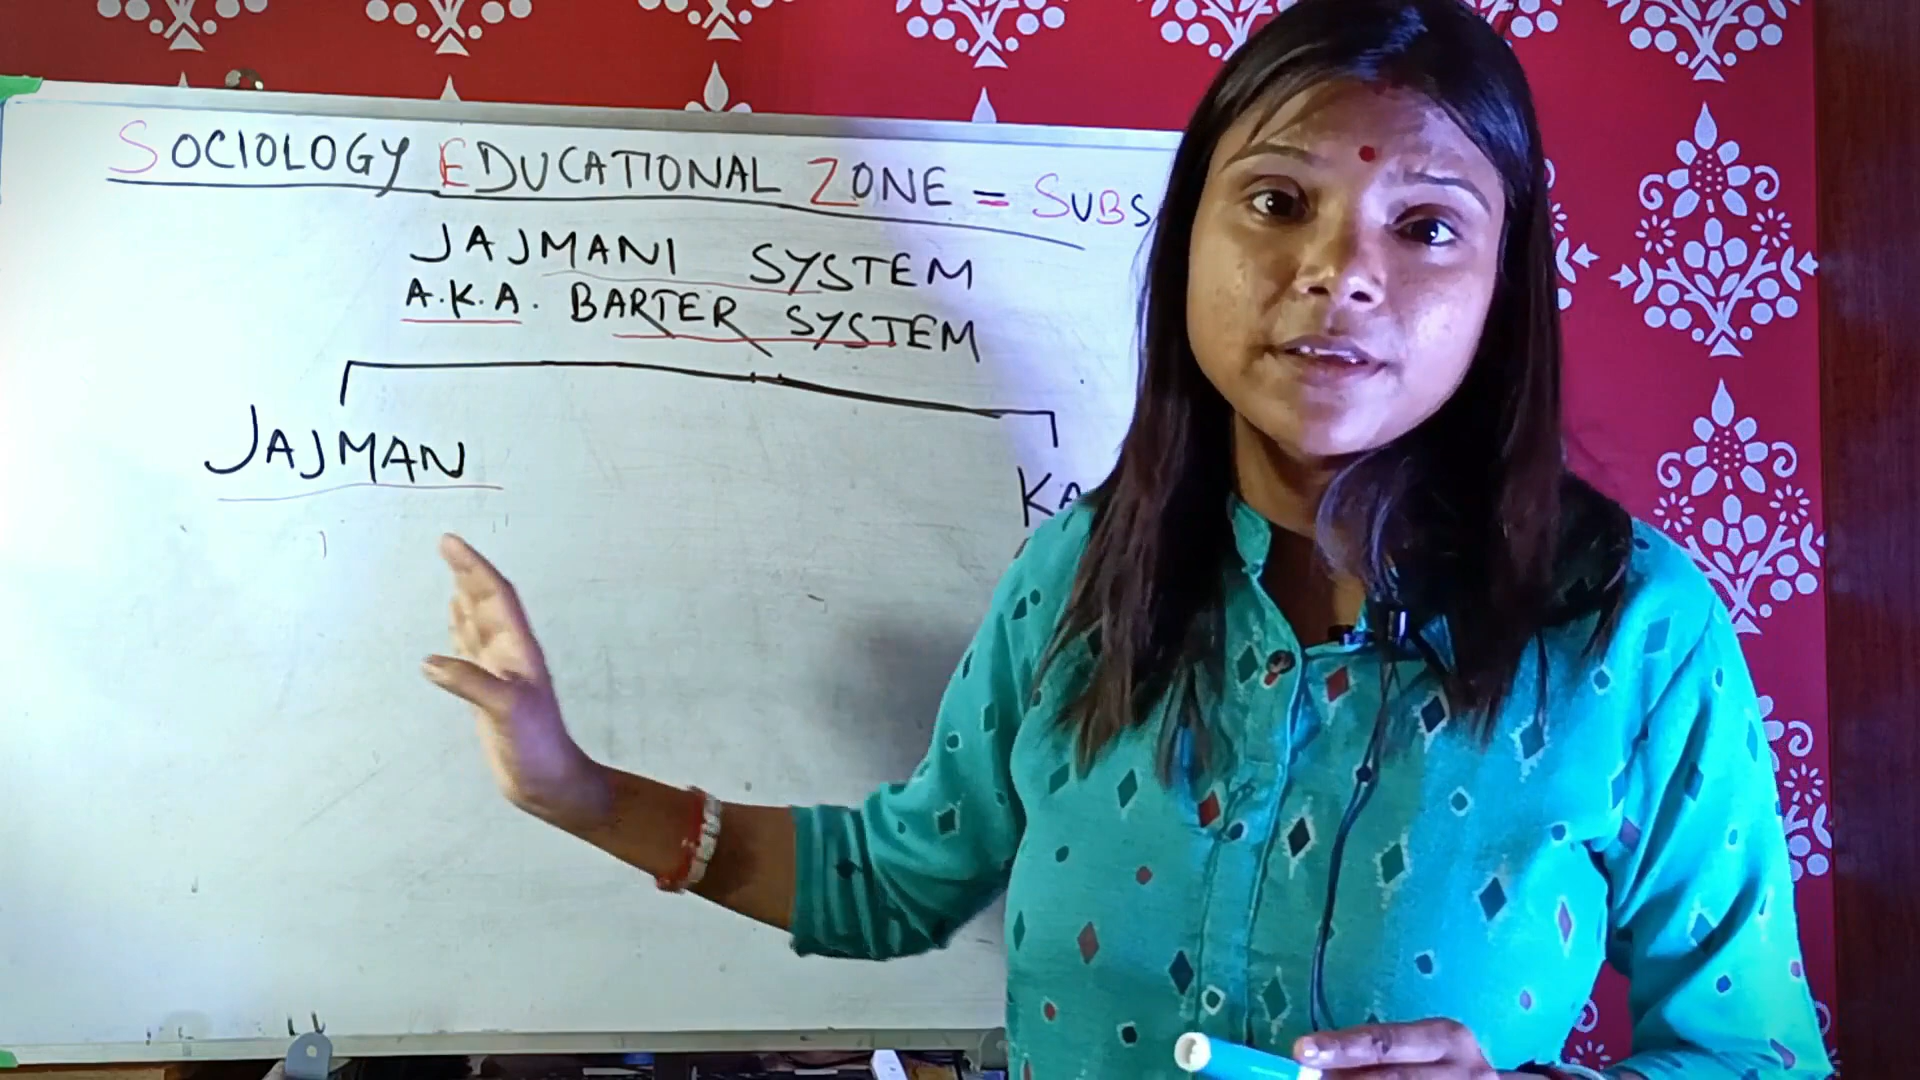 SOCIOLOGY EDUCATIONAL ZONE = SUBS
JAJMANI SYSTEM
A.K.A. BARTER SYSTEM
JAJMAN
KA